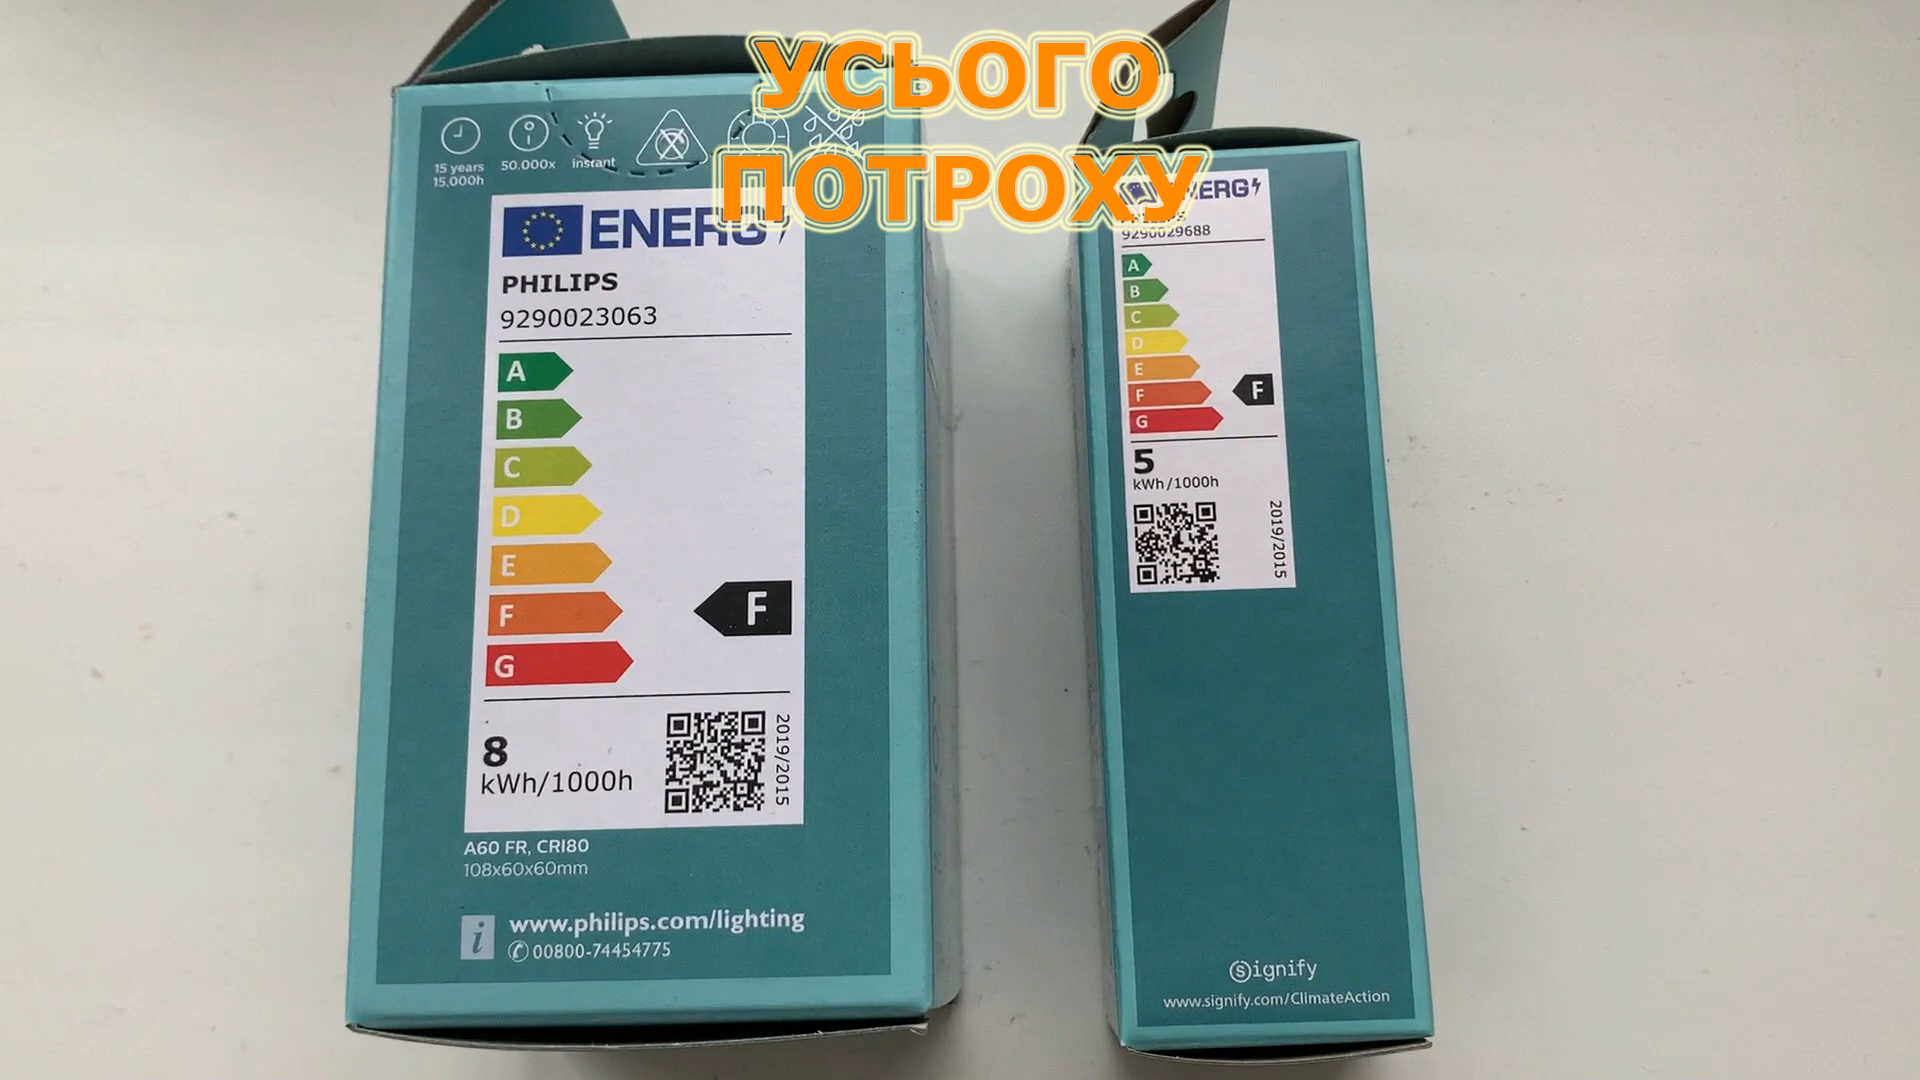 УСЬОГО
ПОТРОХУ
15 years
15,000h
50.000x
instant
ENERG
PHILIPS
9290023063
A
B
C
D
E
F
G
F
8
kWh/1000h
2019/2015
A60 FR, CRI80
108x60x60mm
i www.philips.com/lighting
00800-74454775
ENERG
PHILIPS
9290029688
A
B
C
D
E
F
G
F
5
kWh/1000h
2019/2015
Signify
www.signify.com/ClimateAction